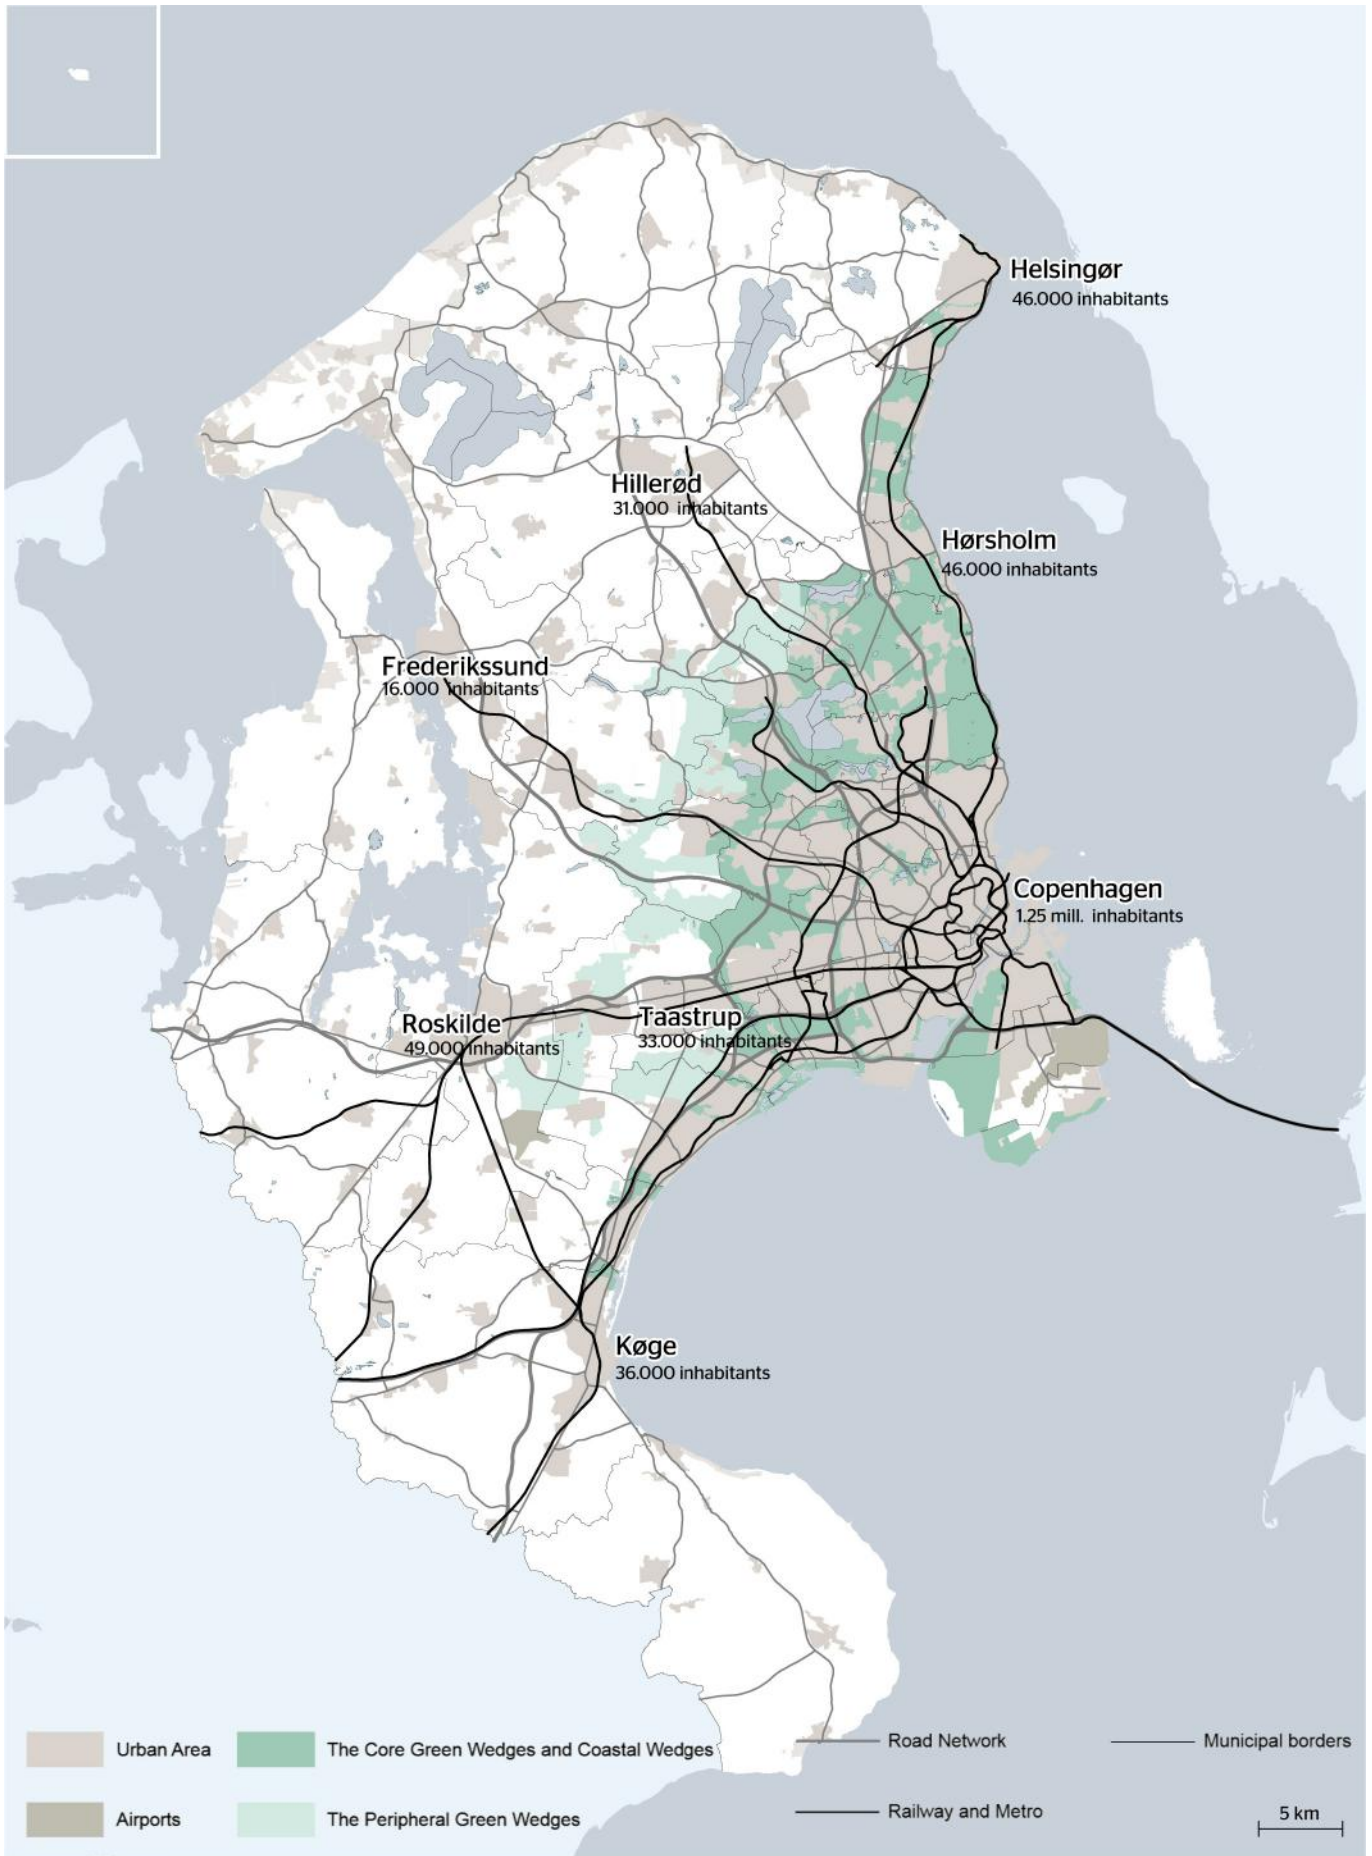 Helsingør
46.000 inhabitants
Hillerød
31.000 inhabitants
Hørsholm
46.000 inhabitants
Frederikssund
16.000 inhabitants
Copenhagen
1.25 mill. inhabitants
Roskilde
49.000 inhabitants
Taastrup
33.000 inhabitants
Køge
36.000 inhabitants
Urban Area
The Core Green Wedges and Coastal Wedges
Road Network
Municipal borders
Airports
The Peripheral Green Wedges
Railway and Metro
5 km